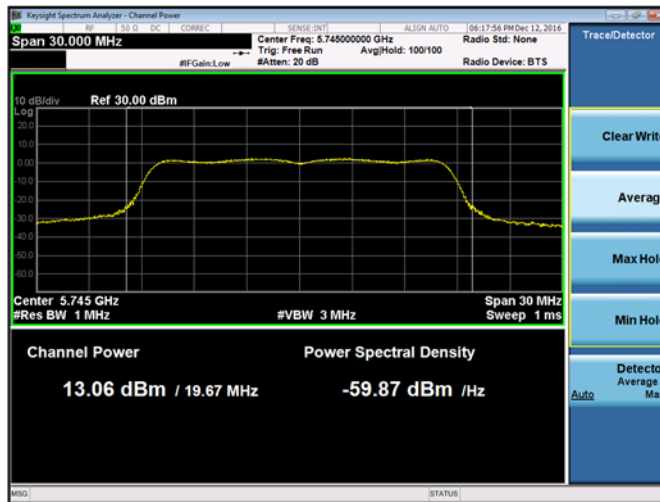 Keysight Spectrum Analyzer - Channel Power
RF 50 Ω DC CORREC SENSE:INT ALIGN AUTO 06:17:56 PM Dec 12, 2016
Span 30.000 MHz
Center Freq: 5.745000000 GHz
Radio Std: None
Trig: Free Run Avg|Hold: 100/100
#IFGain:Low
#Atten: 20 dB
Radio Device: BTS
Trace/Detector
10 dB/div Ref 30.00 dBm
Log
20.0
10.0
0.00
-10.0
-20.0
-30.0
-40.0
-50.0
-60.0
Center 5.745 GHz
Span 30 MHz
#Res BW 1 MHz
#VBW 3 MHz
Sweep 1 ms
Channel Power
Power Spectral Density
13.06 dBm / 19.67 MHz
-59.87 dBm /Hz
Clear Write
Averag
Max Hol
Min Hol
Detecto
Average
Auto Ma
MSG
STATUS